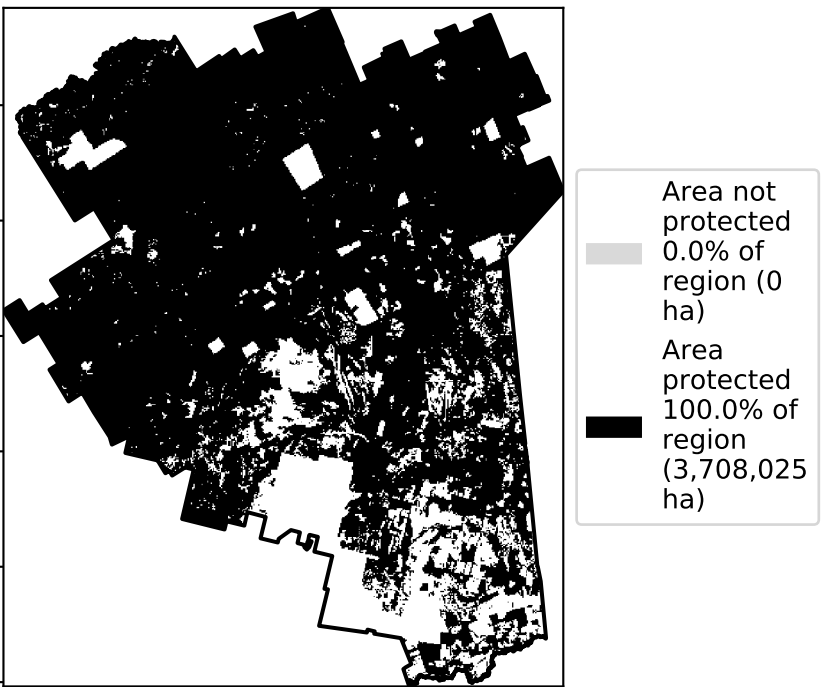 Area not
protected
0.0% of
region (0
ha)
Area
protected
100.0% of
region
(3,708,025
ha)